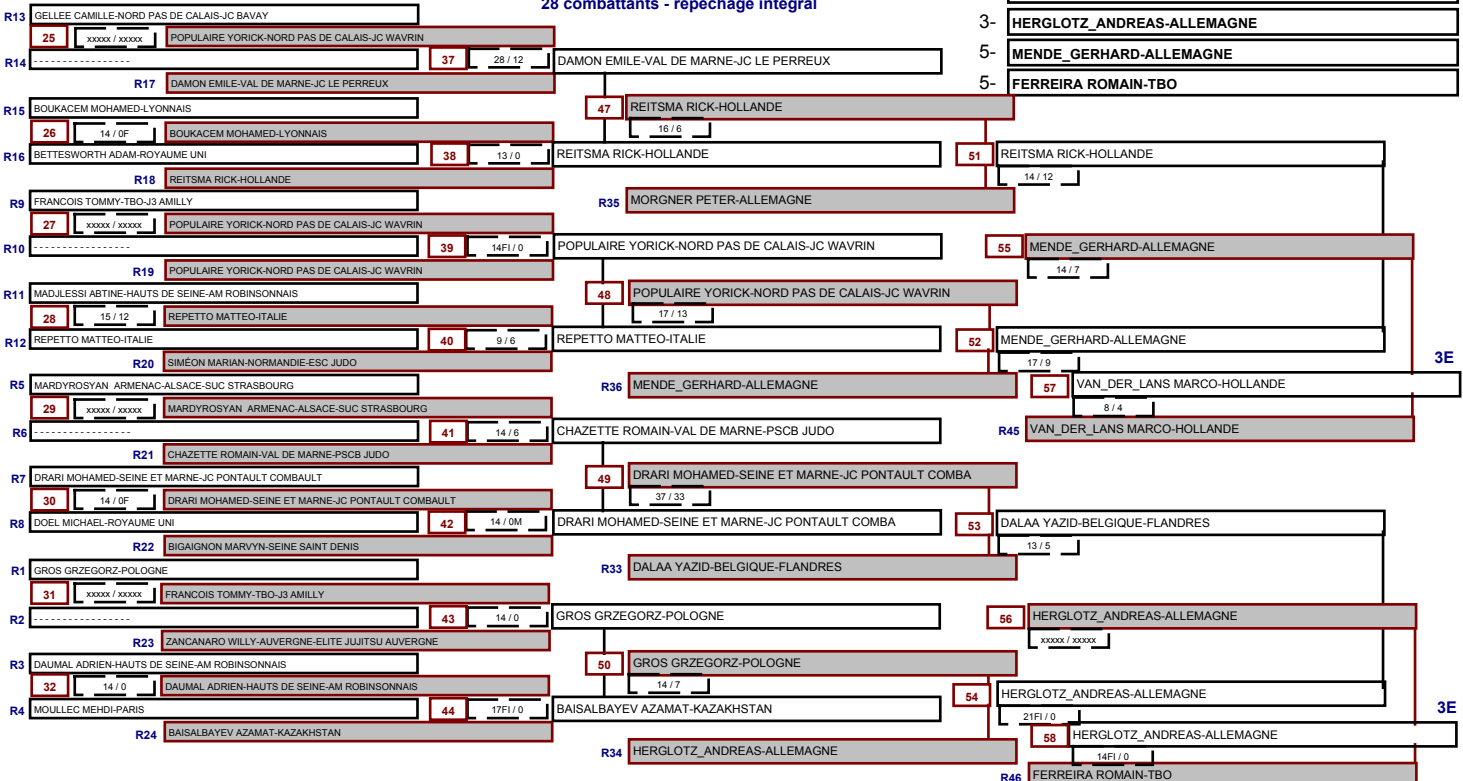 28 combattants - repêchage intégral
3- HERGLOTZ_ANDREAS-ALLEMAGNE
5- MENDE_GERHARD-ALLEMAGNE
5- FERREIRA ROMAIN-TBO
R13 GELLEE CAMILLE-NORD PAS DE CALAIS-JC BAVAY
25 xxxxx / xxxxx POPULAIRE YORICK-NORD PAS DE CALAIS-JC WAVRIN
R14 - - - - - - - - - - - - - - - - 37 28 / 12 DAMON EMILE-VAL DE MARNE-JC LE PERREUX
R17 DAMON EMILE-VAL DE MARNE-JC LE PERREUX
R15 BOUKACEM MOHAMED-LYONNAIS 47 REITSMA RICK-HOLLANDE
26 14 / 0F BOUKACEM MOHAMED-LYONNAIS 16 / 6
R16 BETTESWORTH ADAM-ROYAUME UNI 38 13 / 0 REITSMA RICK-HOLLANDE 51 REITSMA RICK-HOLLANDE
R18 REITSMA RICK-HOLLANDE 14 / 12
R9 FRANCOIS TOMMY-TBO-J3 AMILLY R35 MORGNER PETER-ALLEMAGNE
27 xxxxx / xxxxx POPULAIRE YORICK-NORD PAS DE CALAIS-JC WAVRIN
R10 - - - - - - - - - - - - - - - - 39 14FI / 0 POPULAIRE YORICK-NORD PAS DE CALAIS-JC WAVRIN 55 MENDE_GERHARD-ALLEMAGNE
R19 POPULAIRE YORICK-NORD PAS DE CALAIS-JC WAVRIN 14 / 7
R11 MADJLESSI ABTINE-HAUTS DE SEINE-AM ROBINSONNAIS 48 POPULAIRE YORICK-NORD PAS DE CALAIS-JC WAVRIN
28 15 / 12 REPETTO MATTEO-ITALIE 17 / 13
R12 REPETTO MATTEO-ITALIE 40 9 / 6 REPETTO MATTEO-ITALIE 52 MENDE_GERHARD-ALLEMAGNE
R20 SIMÉON MARIAN-NORMANDIE-ESC JUDO 17 / 9 3E
R5 MARDYROSYAN ARMENAC-ALSACE-SUC STRASBOURG R36 MENDE_GERHARD-ALLEMAGNE 57 VAN_DER_LANS MARCO-HOLLANDE
29 xxxxx / xxxxx MARDYROSYAN ARMENAC-ALSACE-SUC STRASBOURG 8 / 4
R6 - - - - - - - - - - - - - - - - 41 14 / 6 CHAZETTE ROMAIN-VAL DE MARNE-PSCB JUDO R45 VAN_DER_LANS MARCO-HOLLANDE
R21 CHAZETTE ROMAIN-VAL DE MARNE-PSCB JUDO
R7 DRARI MOHAMED-SEINE ET MARNE-JC PONTAULT COMBAULT 49 DRARI MOHAMED-SEINE ET MARNE-JC PONTAULT COMBA
30 14 / 0F DRARI MOHAMED-SEINE ET MARNE-JC PONTAULT COMBAULT 37 / 33
R8 DOEL MICHAEL-ROYAUME UNI 42 14 / 0M DRARI MOHAMED-SEINE ET MARNE-JC PONTAULT COMBA 53 DALAA YAZID-BELGIQUE-FLANDRES
R22 BIGAIGNON MARVYN-SEINE SAINT DENIS 13 / 5
R1 GROS GRZEGORZ-POLOGNE R33 DALAA YAZID-BELGIQUE-FLANDRES
31 xxxxx / xxxxx FRANCOIS TOMMY-TBO-J3 AMILLY
R2 - - - - - - - - - - - - - - - - 43 14 / 0 GROS GRZEGORZ-POLOGNE 56 HERGLOTZ_ANDREAS-ALLEMAGNE
R23 ZANCANARO WILLY-AUVERGNE-ELITE JUJITSU AUVERGNE xxxxx / xxxxx
R3 DAUMAL ADRIEN-HAUTS DE SEINE-AM ROBINSONNAIS 50 GROS GRZEGORZ-POLOGNE
32 14 / 0 DAUMAL ADRIEN-HAUTS DE SEINE-AM ROBINSONNAIS 14 / 7
R4 MOULLEC MEHDI-PARIS 44 17FI / 0 BAISALBAYEV AZAMAT-KAZAKHSTAN 54 HERGLOTZ_ANDREAS-ALLEMAGNE
21FI / 0 3E
R24 BAISALBAYEV AZAMAT-KAZAKHSTAN 58 HERGLOTZ_ANDREAS-ALLEMAGNE
R34 HERGLOTZ_ANDREAS-ALLEMAGNE 14FI / 0
R46 FERREIRA ROMAIN-TBO